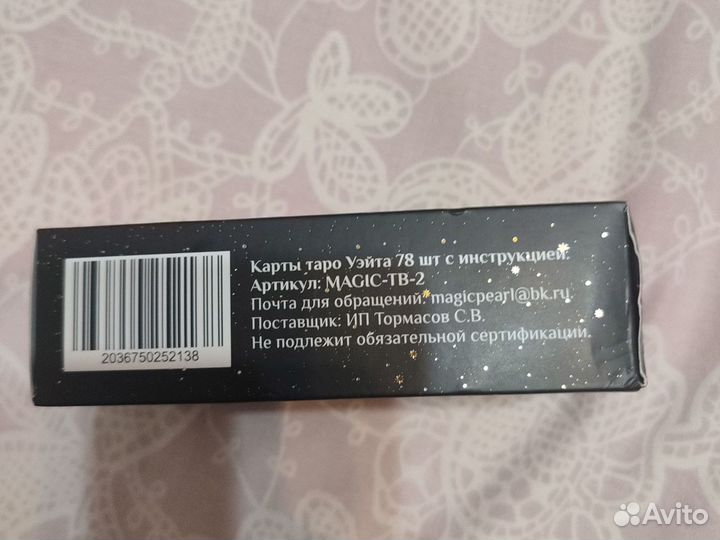 Карты таро Уэйта 78 шт с инструкцией.
Артикул: MAGIC-TB-2
Почта для обращений: magicpearl@bk.ru
Поставщик: ИП Тормасов С.В.
Не подлежит обязательной сертификации.
2036750252138
Avito